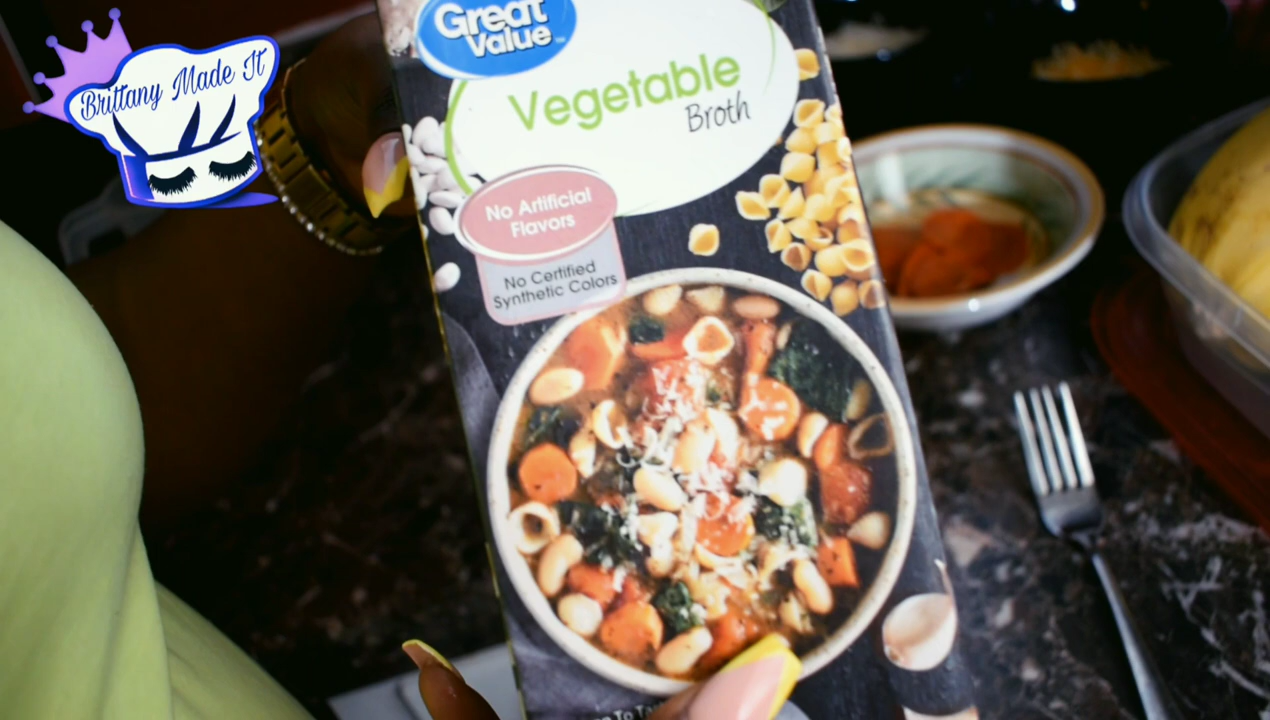 Brittany Made It
Great
Value
Vegetable
Broth
No Artificial
Flavors
No Certified
Synthetic Colors